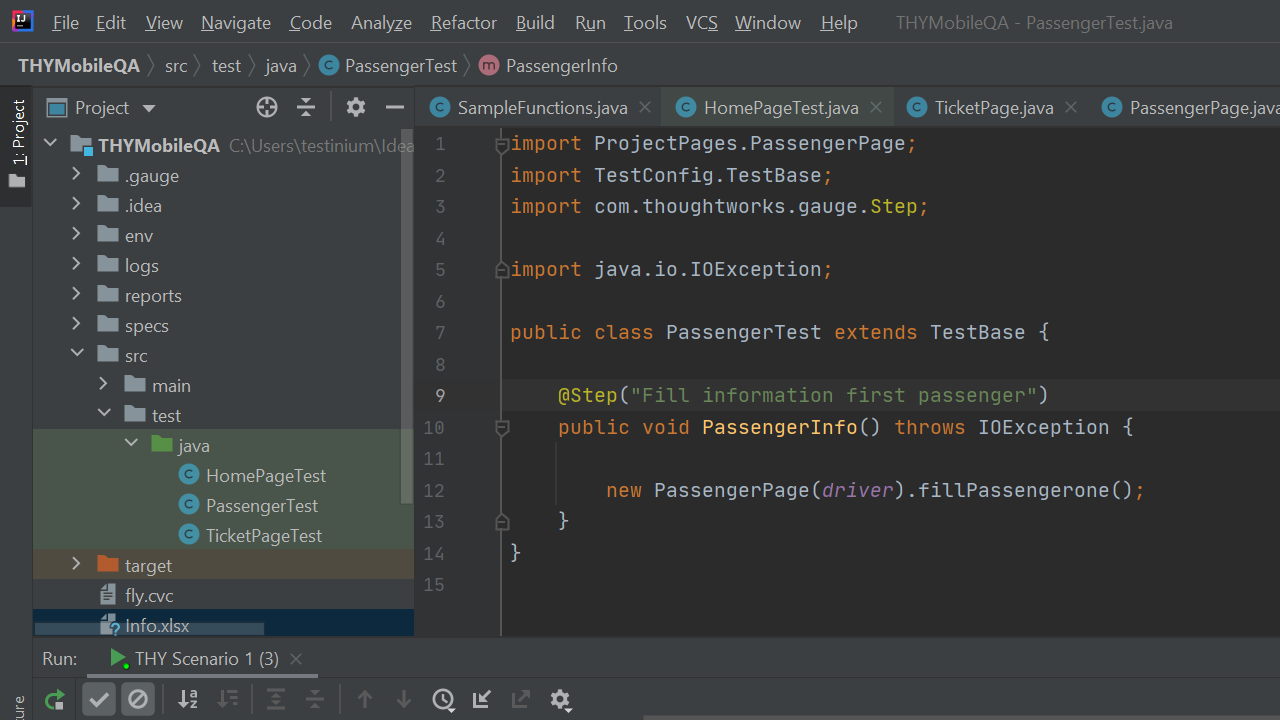 File Edit View Navigate Code Analyze Refactor Build Run Tools VCS Window Help THYMobileQA - PassengerTest.java
THYMobileQA src test java PassengerTest PassengerInfo
1: Project
Project
SampleFunctions.java HomePageTest.java TicketPage.java PassengerPage.java
THYMobileQA C:\Users\testinium\Idea
.gauge
.idea
env
logs
reports
specs
src
main
test
java
HomePageTest
PassengerTest
TicketPageTest
target
fly.cvc
Info.xlsx
1 import ProjectPages.PassengerPage;
2 import TestConfig.TestBase;
3 import com.thoughtworks.gauge.Step;
4
5 import java.io.IOException;
6
7 public class PassengerTest extends TestBase {
8
9 @Step("Fill information first passenger")
10 public void PassengerInfo() throws IOException {
11
12 new PassengerPage(driver).fillPassengerone();
13 }
14 }
15
Run: THY Scenario 1 (3)